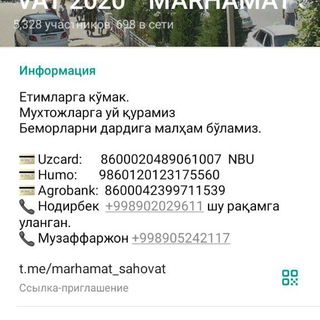 VAT 2020 MARHAMAT
5,328 участников, 698 в сети
Информация
Етимларга кўмак.
Мухтожларга уй қурамиз
Беморларни дардига малҳам бўламиз.
💳 Uzcard: 8600020489061007 NBU
💳 Humo: 9860120123175560
💳 Agrobank: 8600042399711539
📞 Нодирбек +998902029611 шу рақамга
уланган.
📞 Музаффаржон +998905242117
t.me/marhamat_sahovat
Ссылка-приглашение